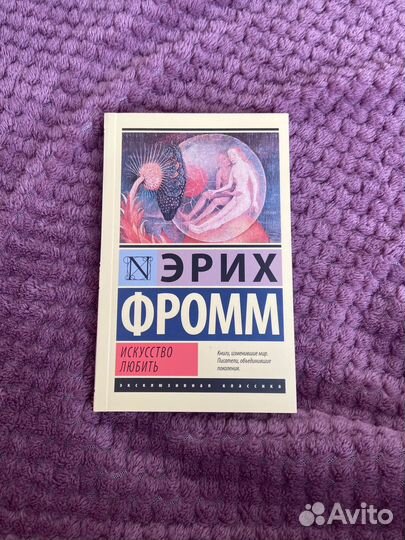 N ЭРИХ
ФРОММ
ИСКУССТВО
ЛЮБИТЬ
Книги, изменившие мир.
Писатели, объединившие
поколения.
ЭКСКЛЮЗИВНАЯ КЛАССИКА
Avito